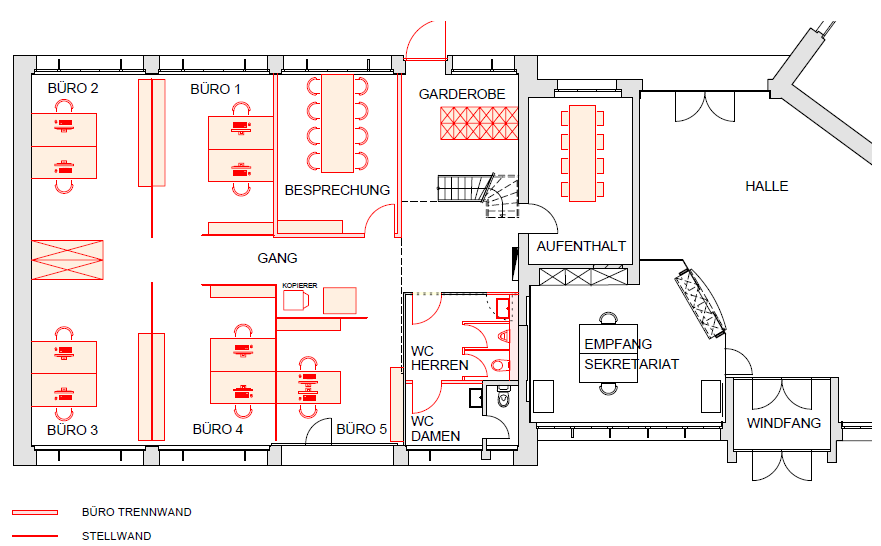 BÜRO 2
BÜRO 1
GARDEROBE
BESPRECHUNG
HALLE
AUFENTHALT
GANG
KOPIERER
EMPFANG
SEKRETARIAT
WC
HERREN
WC
DAMEN
BÜRO 3
BÜRO 4
BÜRO 5
WINDFANG
BÜRO TRENNWAND
STELLWAND